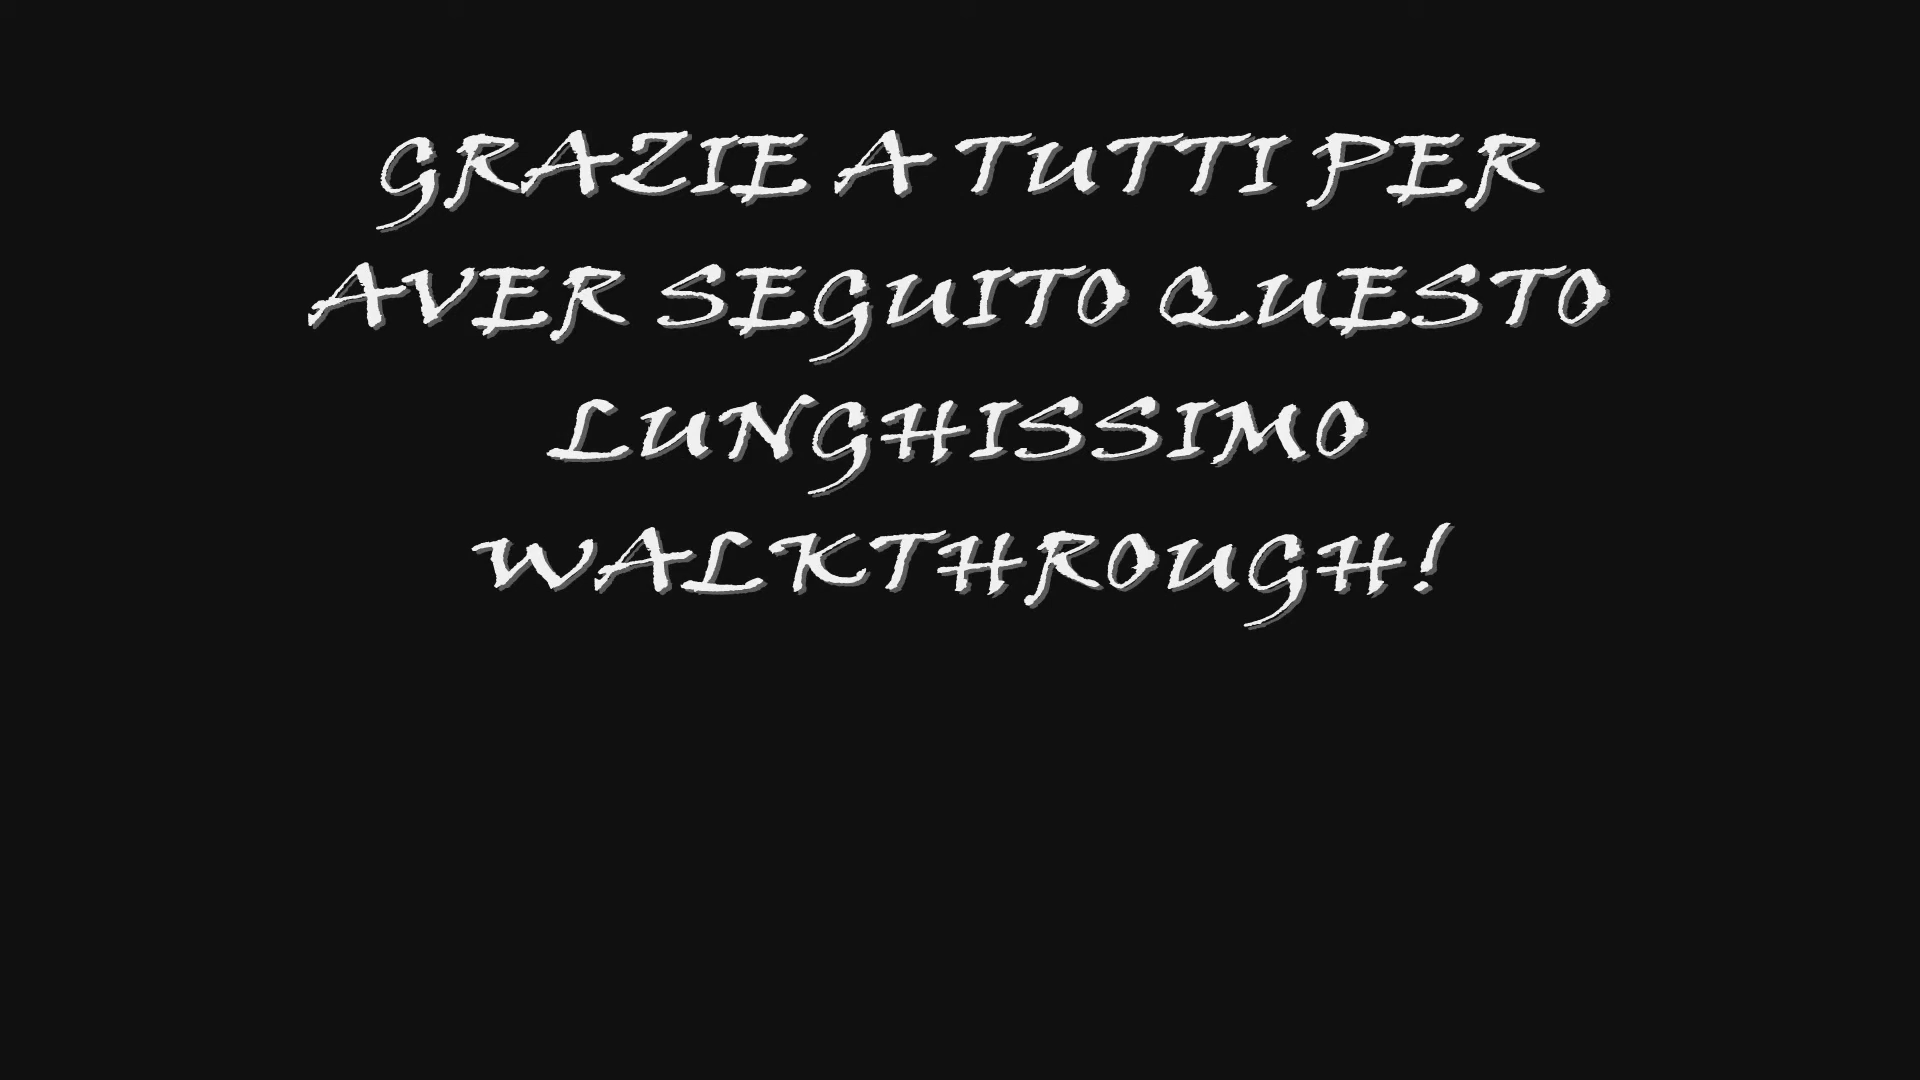 GRAZIE A TUTTI PER
AVER SEGUITO QUESTO
LUNGHISSIMO
WALKTHROUGH!